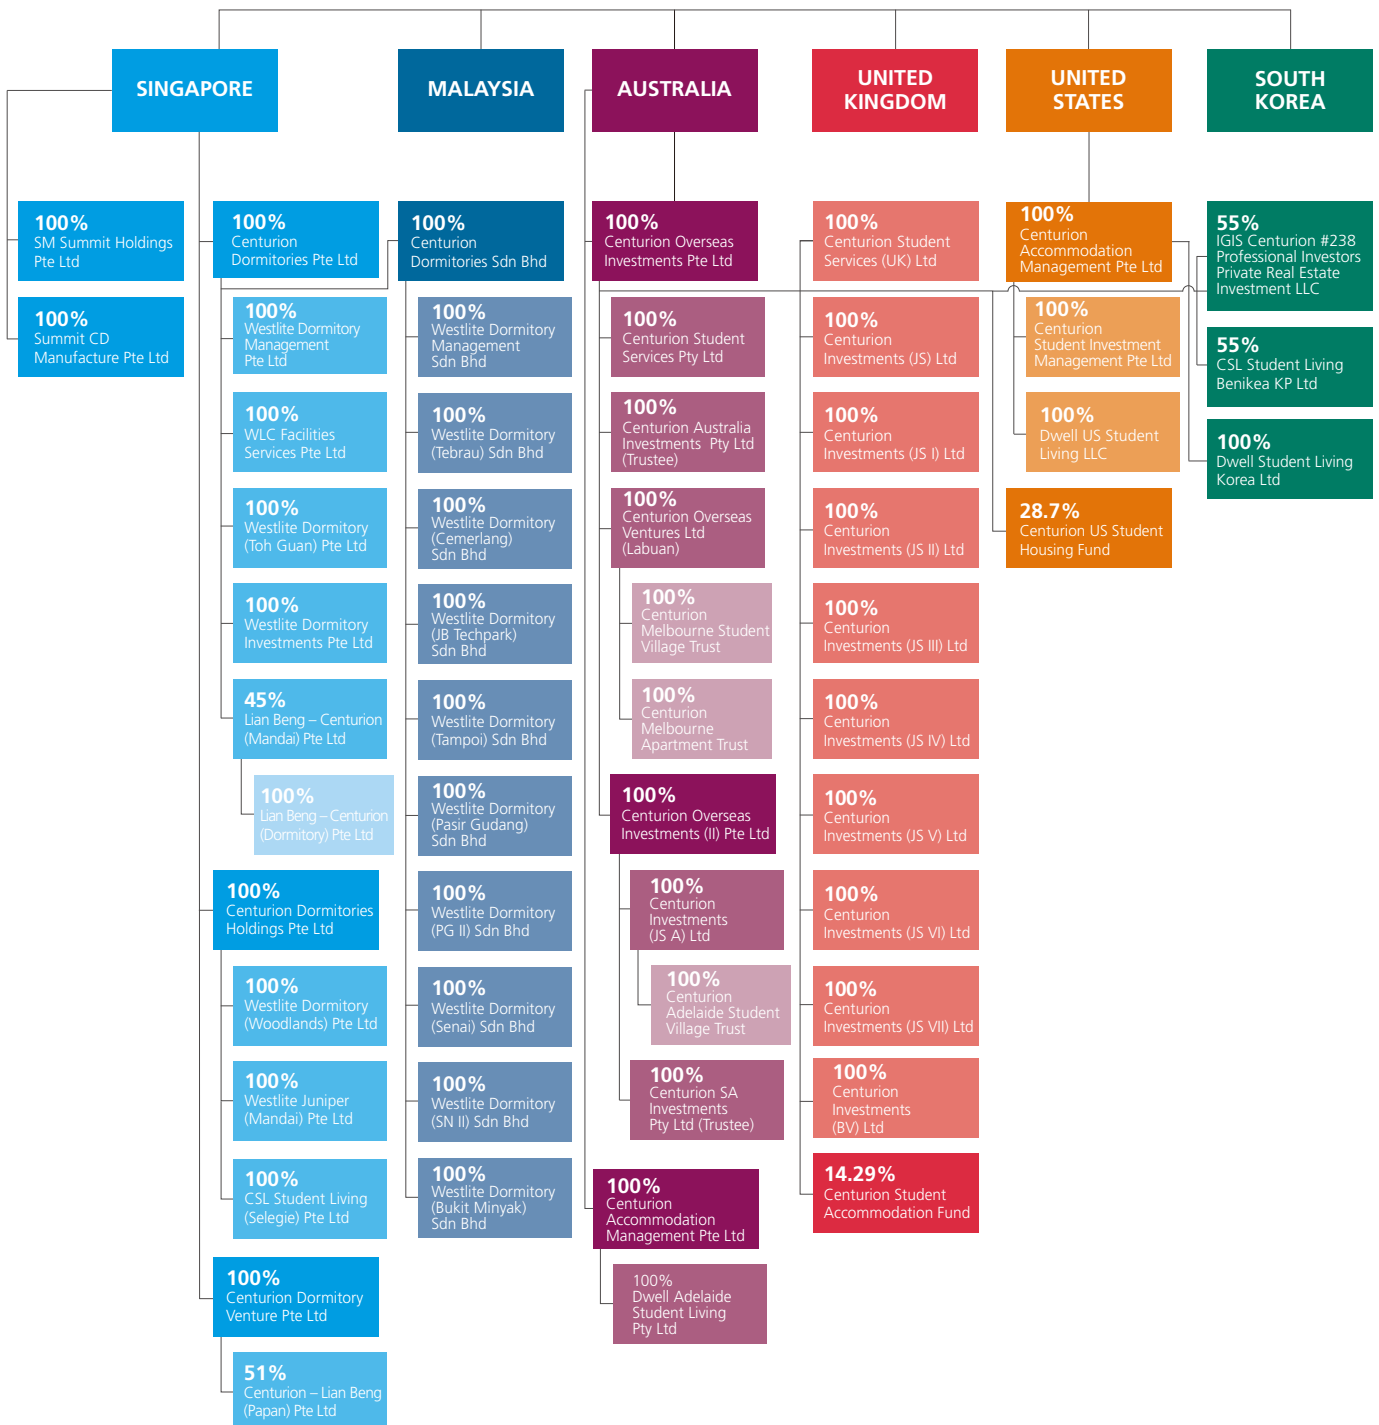 SINGAPORE
MALAYSIA
AUSTRALIA
UNITED
KINGDOM
UNITED
STATES
SOUTH
KOREA
100%
SM Summit Holdings
Pte Ltd
100%
Summit CD
Manufacture Pte Ltd
100%
Centurion
Dormitories Pte Ltd
100%
Westlite Dormitory
Management
Pte Ltd
100%
WLC Facilities
Services Pte Ltd
100%
Westlite Dormitory
(Toh Guan) Pte Ltd
100%
Westlite Dormitory
Investments Pte Ltd
45%
Lian Beng – Centurion
(Mandai) Pte Ltd
100%
Lian Beng – Centurion
(Dormitory) Pte Ltd
100%
Centurion Dormitories
Holdings Pte Ltd
100%
Westlite Dormitory
(Woodlands) Pte Ltd
100%
Westlite Juniper
(Mandai) Pte Ltd
100%
CSL Student Living
(Selegie) Pte Ltd
100%
Centurion Dormitory
Venture Pte Ltd
51%
Centurion – Lian Beng
(Papan) Pte Ltd
100%
Centurion
Dormitories Sdn Bhd
100%
Westlite Dormitory
Management
Sdn Bhd
100%
Westlite Dormitory
(Tebrau) Sdn Bhd
100%
Westlite Dormitory
(Cemerlang)
Sdn Bhd
100%
Westlite Dormitory
(JB Techpark)
Sdn Bhd
100%
Westlite Dormitory
(Tampoi) Sdn Bhd
100%
Westlite Dormitory
(Pasir Gudang)
Sdn Bhd
100%
Westlite Dormitory
(PG II) Sdn Bhd
100%
Westlite Dormitory
(Senai) Sdn Bhd
100%
Westlite Dormitory
(SN II) Sdn Bhd
100%
Westlite Dormitory
(Bukit Minyak)
Sdn Bhd
100%
Centurion Overseas
Investments Pte Ltd
100%
Centurion Student
Services Pty Ltd
100%
Centurion Australia
Investments Pty Ltd
(Trustee)
100%
Centurion Overseas
Ventures Ltd
(Labuan)
100%
Centurion
Melbourne Student
Village Trust
100%
Centurion
Melbourne
Apartment Trust
100%
Centurion Overseas
Investments (II) Pte Ltd
100%
Centurion
Investments
(JS A) Ltd
100%
Centurion
Adelaide Student
Village Trust
100%
Centurion SA
Investments
Pty Ltd (Trustee)
100%
Centurion
Accommodation
Management Pte Ltd
100%
Dwell Adelaide
Student Living
Pty Ltd
100%
Centurion Student
Services (UK) Ltd
100%
Centurion
Investments (JS) Ltd
100%
Centurion
Investments (JS I) Ltd
100%
Centurion
Investments (JS II) Ltd
100%
Centurion
Investments (JS III) Ltd
100%
Centurion
Investments (JS IV) Ltd
100%
Centurion
Investments (JS V) Ltd
100%
Centurion
Investments (JS VI) Ltd
100%
Centurion
Investments (JS VII) Ltd
100%
Centurion
Investments
(BV) Ltd
14.29%
Centurion Student
Accommodation Fund
100%
Centurion
Accommodation
Management Pte Ltd
100%
Centurion
Student Investment
Management Pte Ltd
100%
Dwell US Student
Living LLC
28.7%
Centurion US Student
Housing Fund
55%
IGIS Centurion #238
Professional Investors
Private Real Estate
Investment LLC
55%
CSL Student Living
Benikea KP Ltd
100%
Dwell Student Living
Korea Ltd